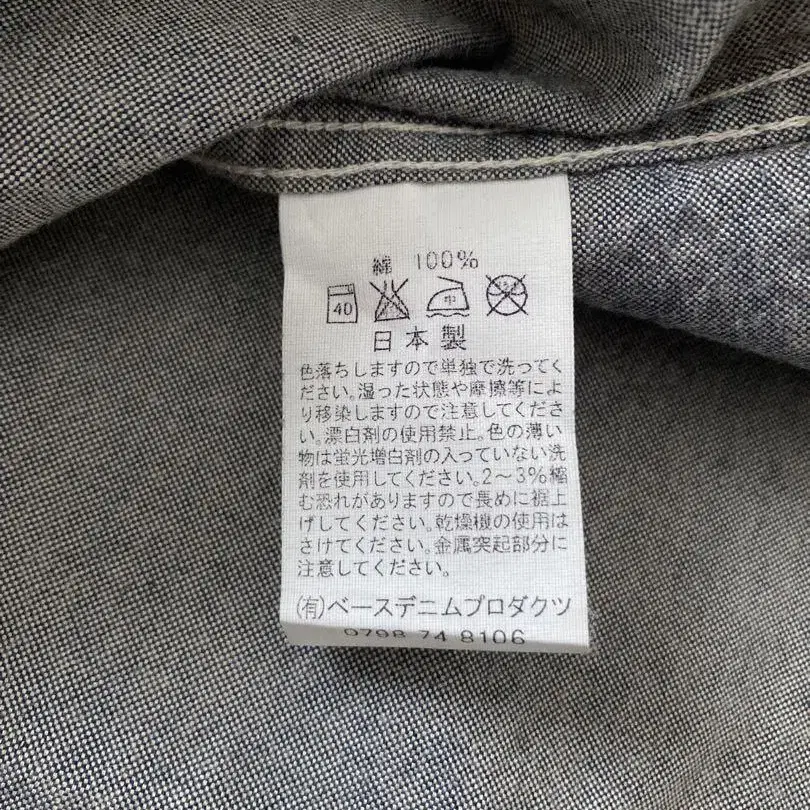 綿 100%
40 中
日本製
色落ちしますので単独で洗ってく
ださい。湿った状態や摩擦等によ
り移染しますので注意してくださ
い。漂白剤の使用禁止。色の薄い
物は蛍光増白剤の入っていない洗
剤を使用してください。2〜3%縮
む恐れがありますので長めに裾上
げしてください。乾燥機の使用は
さけてください。金属突起部分に
注意してください。
(有)ベースデニムプロダクツ
0798 74 8106